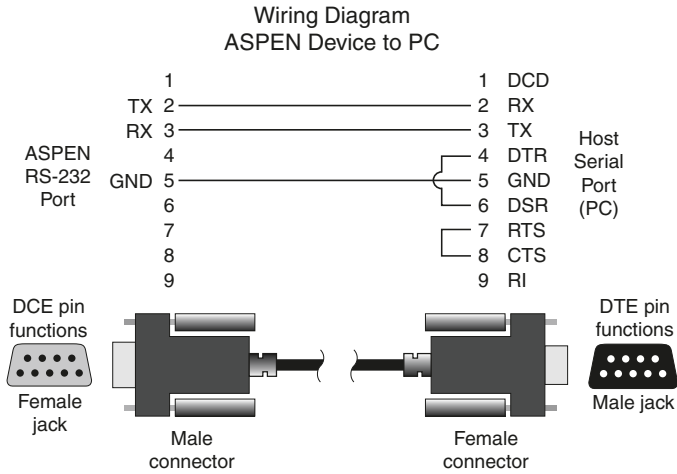 Wiring Diagram
ASPEN Device to PC
1 1 DCD
TX 2 2 RX
RX 3 3 TX
4 4 DTR
GND 5 5 GND
6 6 DSR
7 7 RTS
8 8 CTS
9 9 RI
ASPEN
RS-232
Port
Host
Serial
Port
(PC)
DCE pin
functions
Female
jack
Male
connector
Female
connector
DTE pin
functions
Male jack